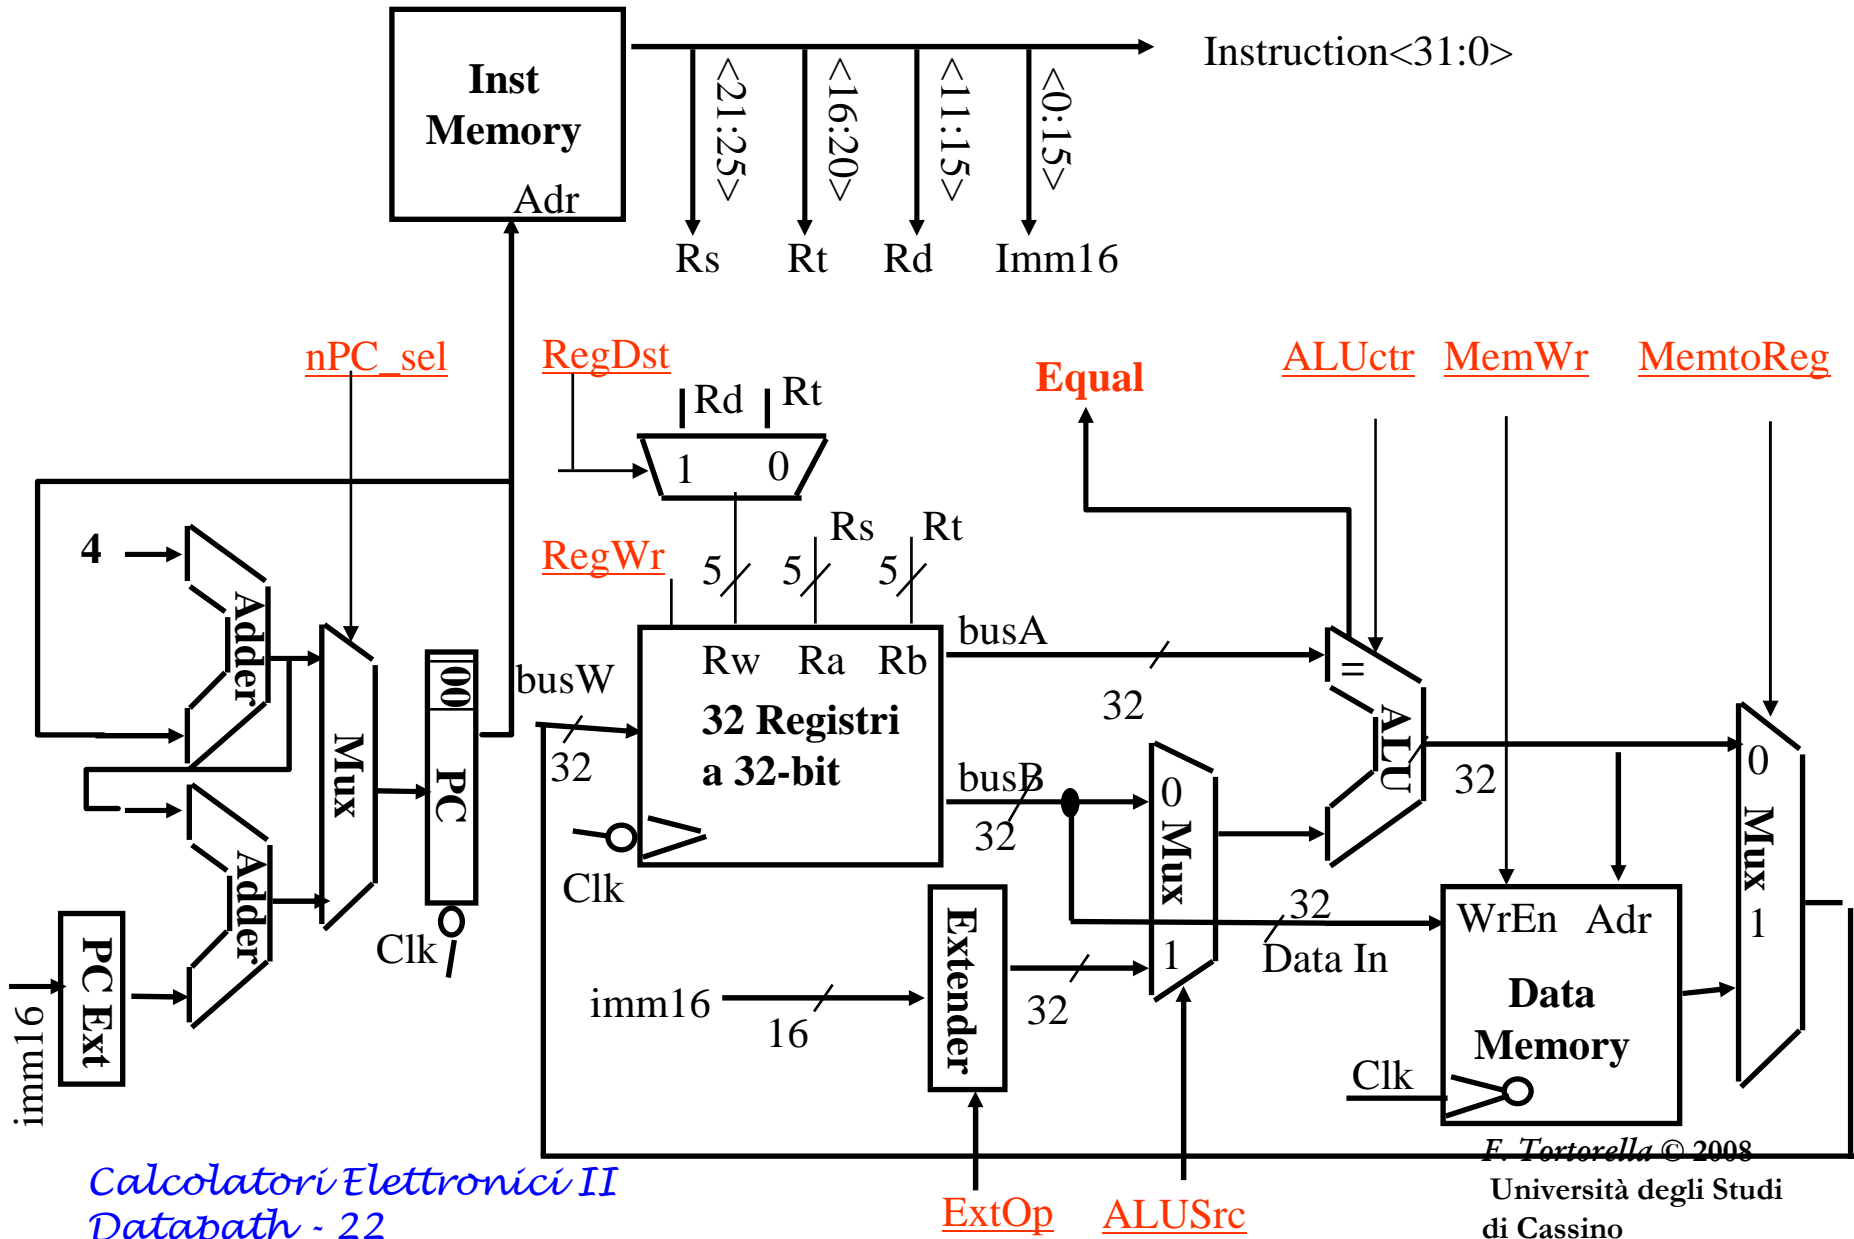 Inst
Memory
Adr
Instruction<31:0>
<21:25>
<16:20>
<11:15>
<0:15>
Rs
Rt
Rd
Imm16
nPC_sel
RegDst
Equal
ALUctr
MemWr
MemtoReg
Rd
Rt
1
0
4
Adder
RegWr
5
5
5
Rs
Rt
Mux
00
PC
Clk
busW
32
Rw
Ra
Rb
32 Registri
a 32-bit
Clk
busA
32
busB
32
=
ALU
32
0
Mux
1
0
Mux
1
Adder
PC Ext
imm16
imm16
16
Extender
32
32
Data In
WrEn
Adr
Data
Memory
Clk
ExtOp
ALUSrc
Calcolatori Elettronici II
Datapath - 22
F. Tortorella © 2008
Università degli Studi
di Cassino